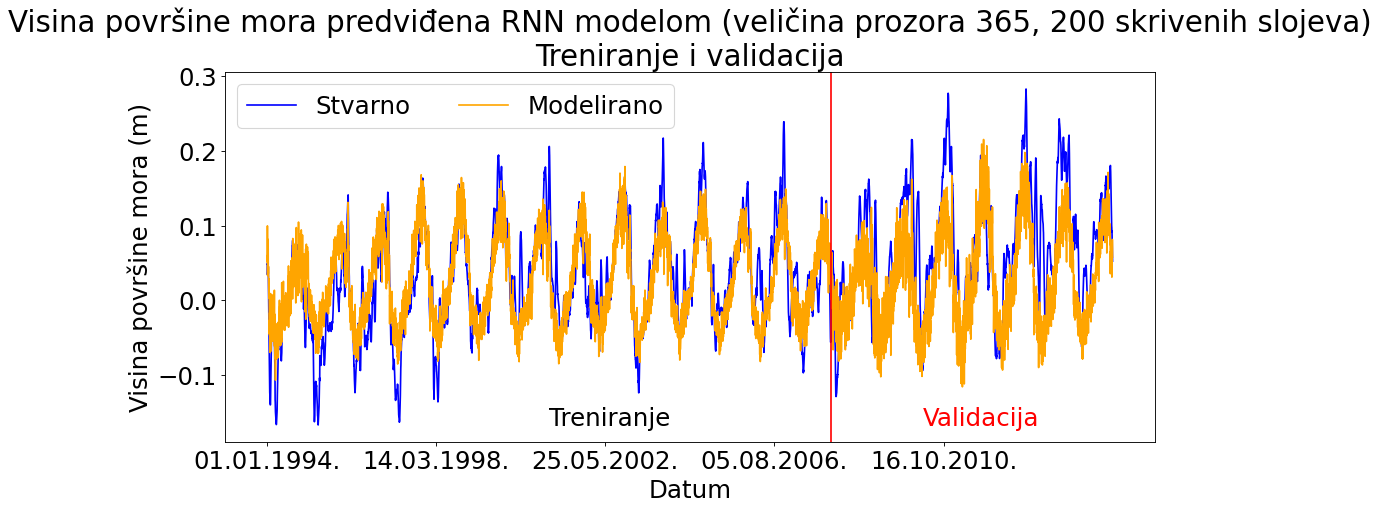 Visina površine mora predviđena RNN modelom (veličina prozora 365, 200 skrivenih slojeva)
Treniranje i validacija
Stvarno
Modelirano
Visina površine mora (m)
0.3
0.2
0.1
0.0
−0.1
Treniranje
Validacija
01.01.1994.
14.03.1998.
25.05.2002.
05.08.2006.
16.10.2010.
Datum